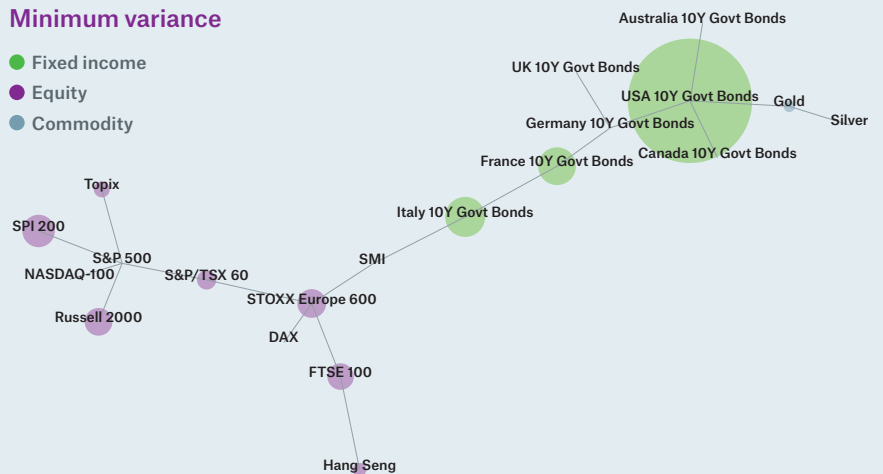 Minimum variance
Fixed income
Equity
Commodity
Australia 10Y Govt Bonds
UK 10Y Govt Bonds
USA 10Y Govt Bonds
Gold
Silver
Germany 10Y Govt Bonds
Canada 10Y Govt Bonds
France 10Y Govt Bonds
Italy 10Y Govt Bonds
Topix
SPI 200
S&P 500
SMI
NASDAQ-100
S&P/TSX 60
STOXX Europe 600
Russell 2000
DAX
FTSE 100
Hang Seng